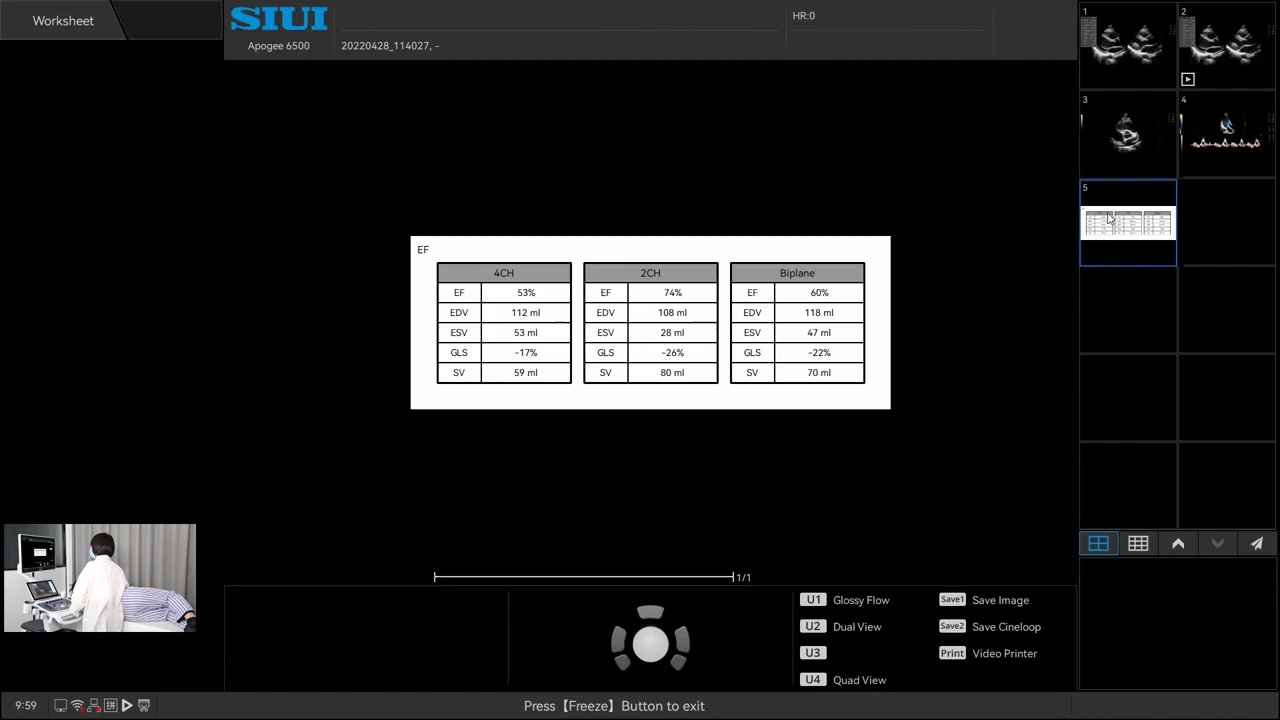 Worksheet
SIUI
Apogee 6500
20220428_114027, -
HR:0
1
2
3
4
5
EF
4CH
EF 53%
EDV 112 ml
ESV 53 ml
GLS -17%
SV 59 ml
2CH
EF 74%
EDV 108 ml
ESV 28 ml
GLS -26%
SV 80 ml
Biplane
EF 60%
EDV 118 ml
ESV 47 ml
GLS -22%
SV 70 ml
1/1
U1 Glossy Flow
Save1 Save Image
U2 Dual View
Save2 Save Cineloop
U3
Print Video Printer
U4 Quad View
9:59
Press【Freeze】Button to exit